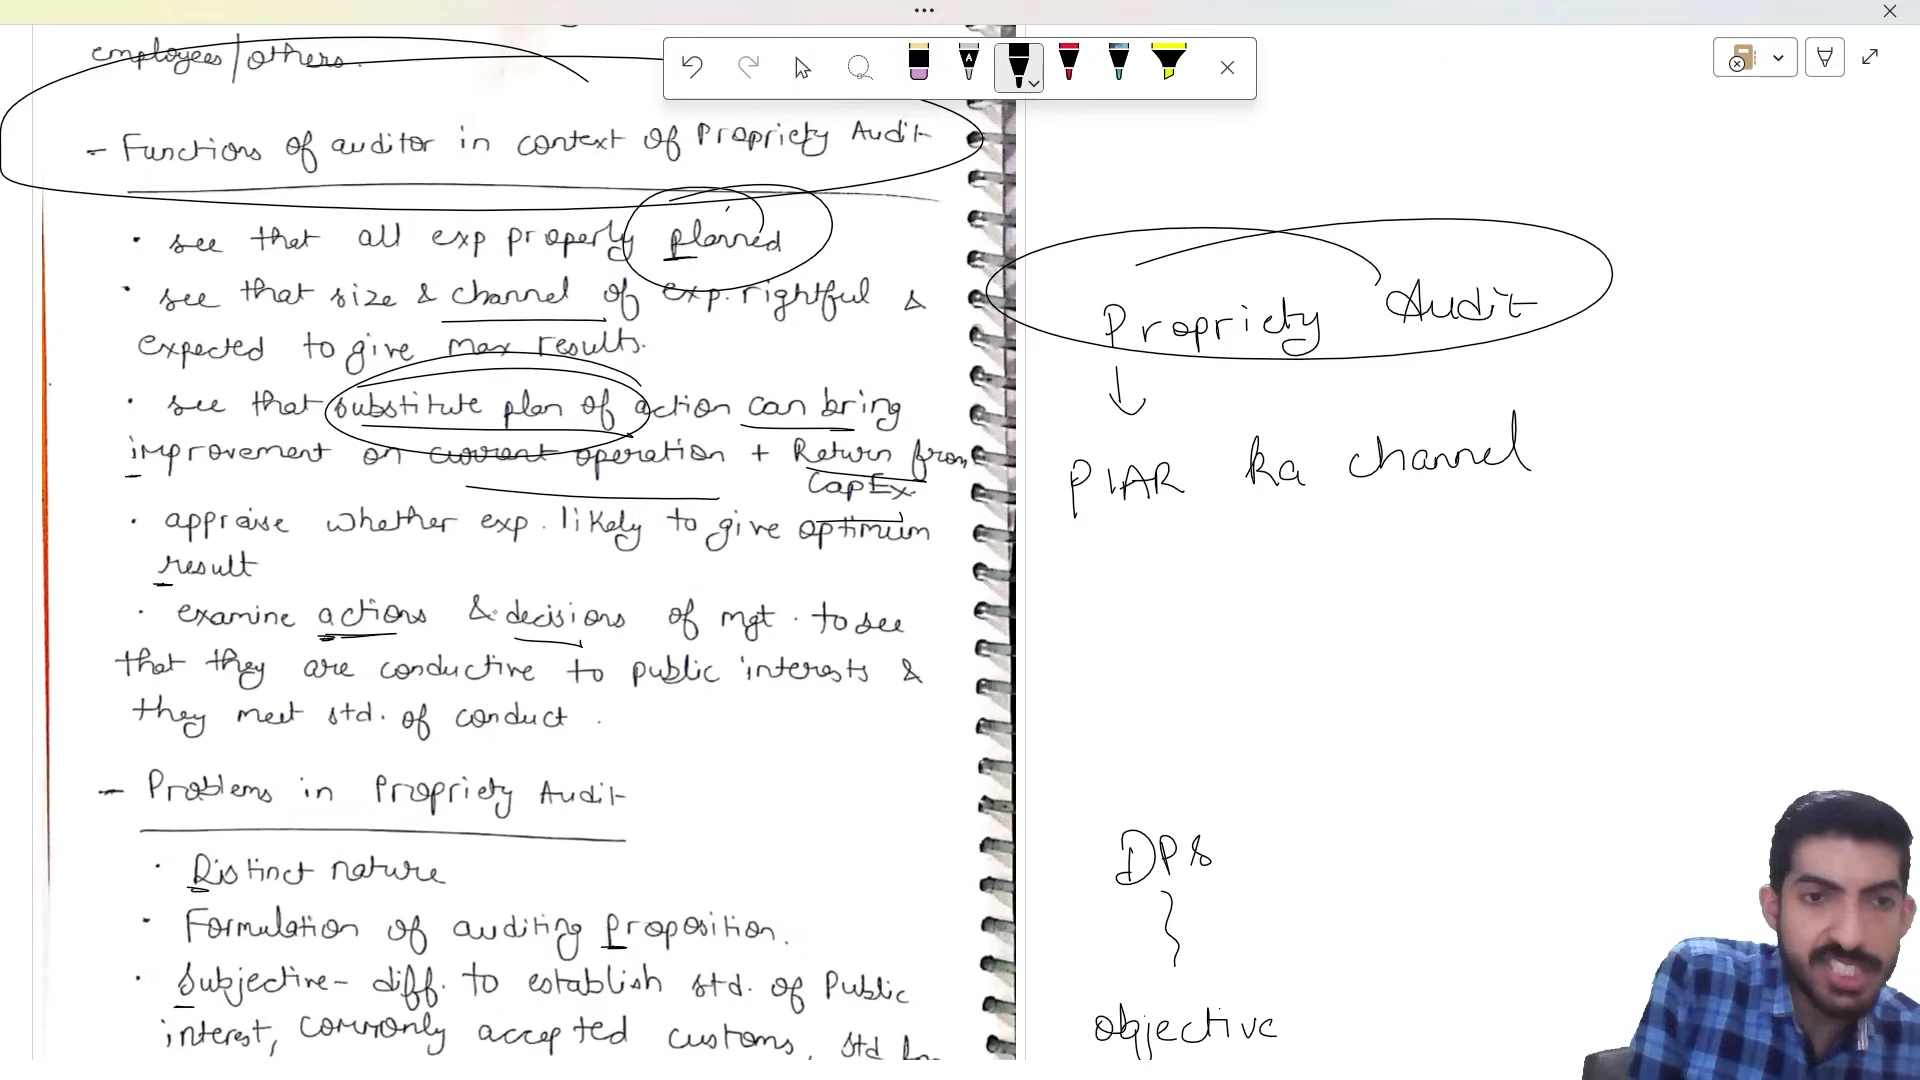 employees/others.
- Functions of auditor in context of Propriety Audit
• see that all exp properly planned
• see that size & channel of exp. rightful &
expected to give max results.
• see that substitute plan of action can bring
improvement on current operation + Return from
CapEx.
• appraise whether exp. likely to give optimum
result
• examine actions & decisions of mgt. to see
that they are conductive to public interests &
they meet std. of conduct.
- Problems in Propriety Audit
• Distinct nature
• Formulation of auditing proposition.
• Subjective - diff. to establish std. of Public
interest, commonly accepted customs, std
Propriety Audit
↓
PIAR ka channel
DPS
objective